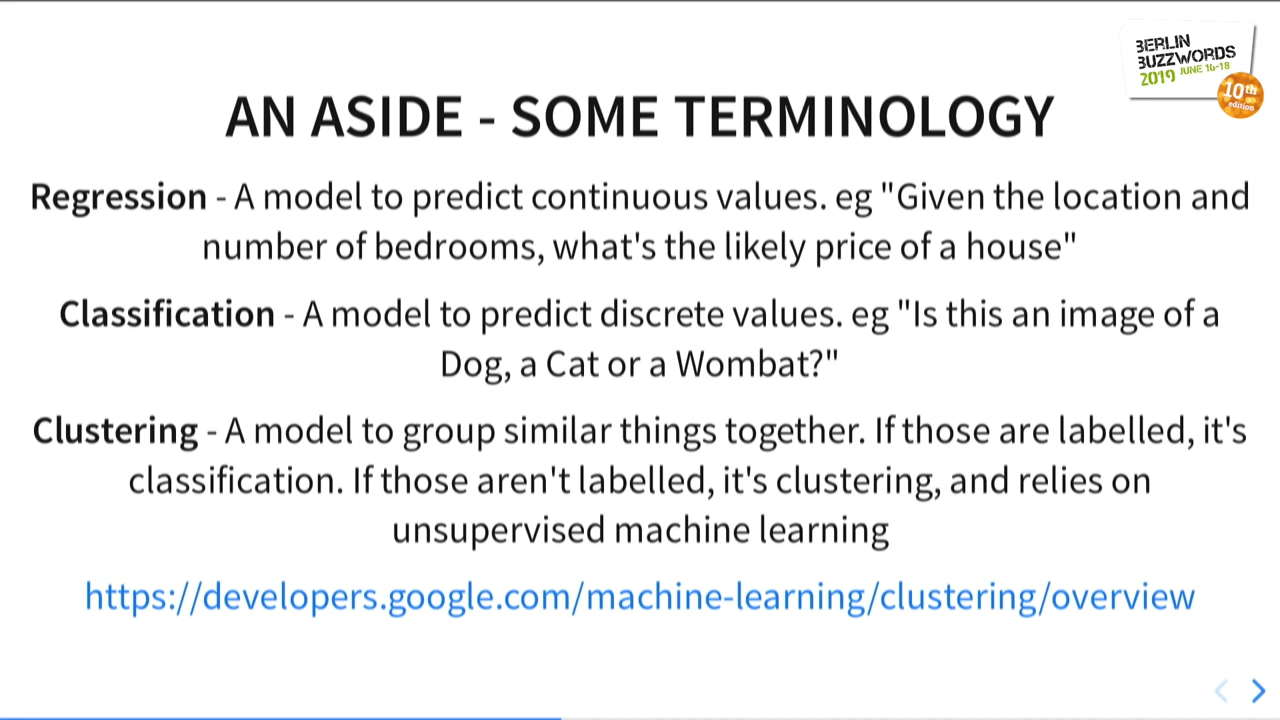 BERLIN
BUZZWORDS
2019 JUNE 16-18
10th
edition
AN ASIDE - SOME TERMINOLOGY
Regression - A model to predict continuous values. eg "Given the location and
number of bedrooms, what's the likely price of a house"
Classification - A model to predict discrete values. eg "Is this an image of a
Dog, a Cat or a Wombat?"
Clustering - A model to group similar things together. If those are labelled, it's
classification. If those aren't labelled, it's clustering, and relies on
unsupervised machine learning
https://developers.google.com/machine-learning/clustering/overview